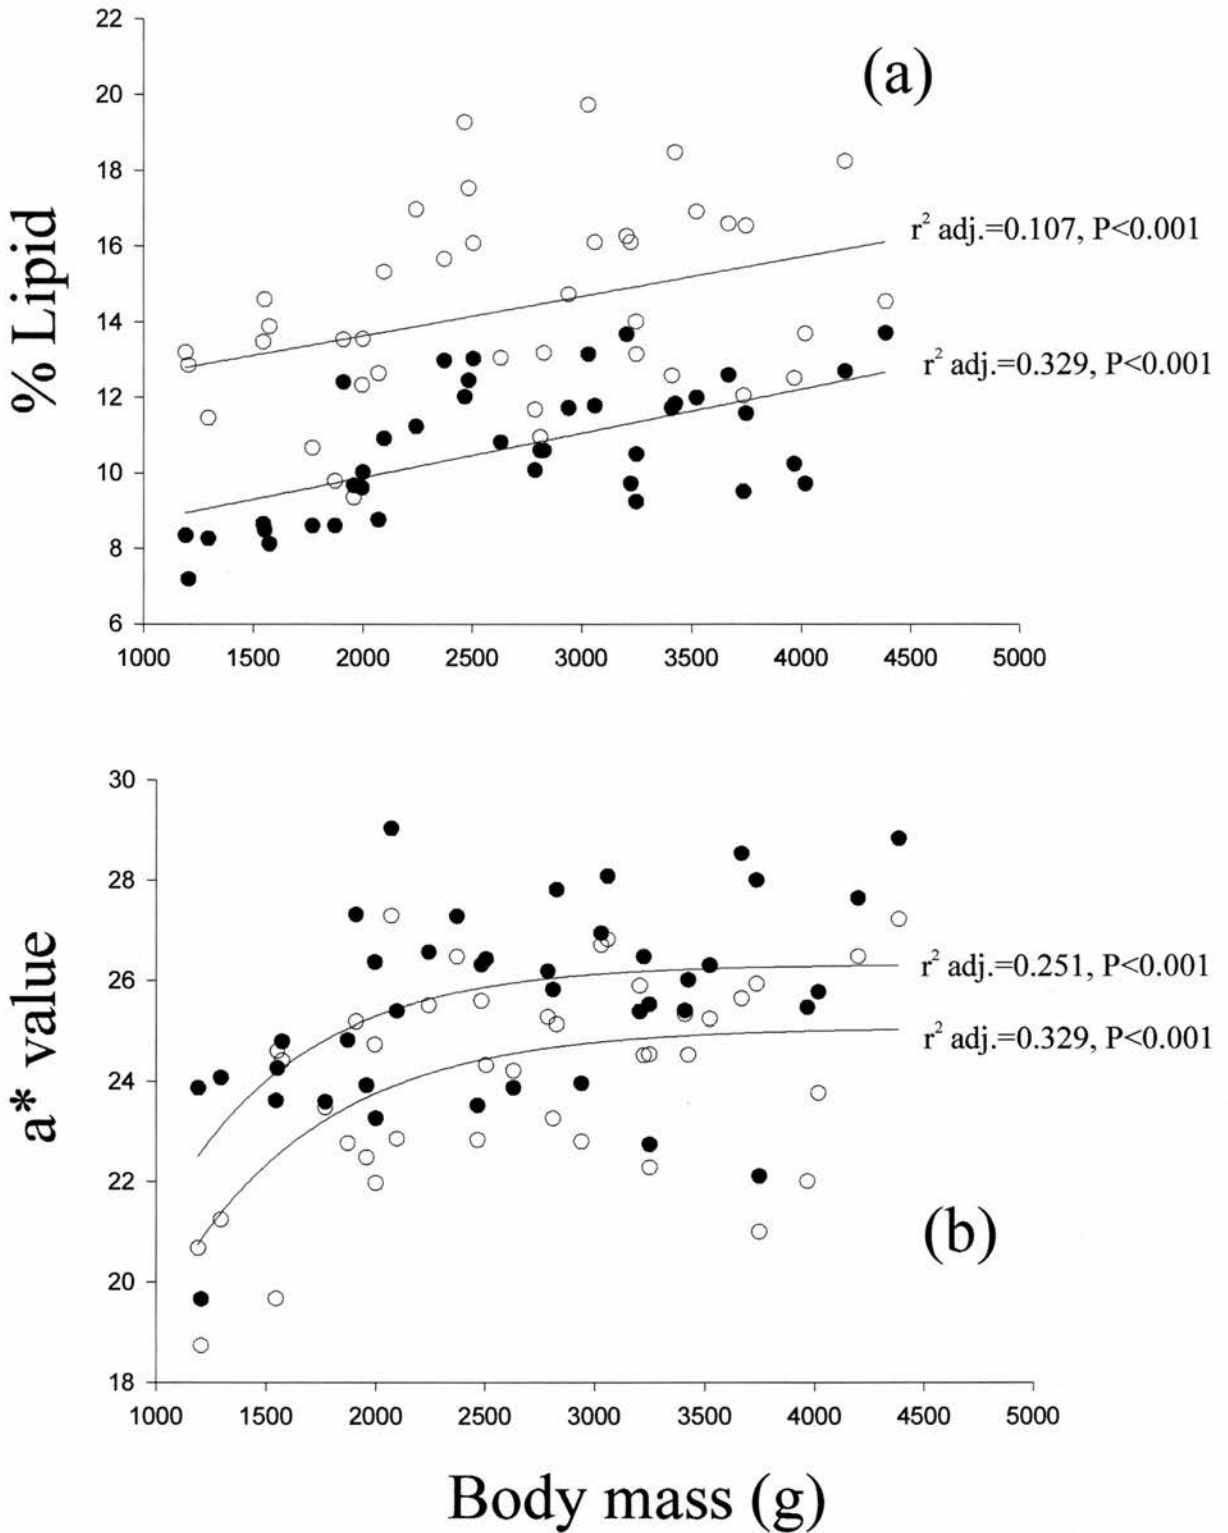 22
(a)
20
18
16
14
12
10
8
6
% Lipid
r² adj.=0.107, P<0.001
r² adj.=0.329, P<0.001
1000 1500 2000 2500 3000 3500 4000 4500 5000
30
28
26
24
22
20
18
a* value
r² adj.=0.251, P<0.001
r² adj.=0.329, P<0.001
(b)
1000 1500 2000 2500 3000 3500 4000 4500 5000
Body mass (g)